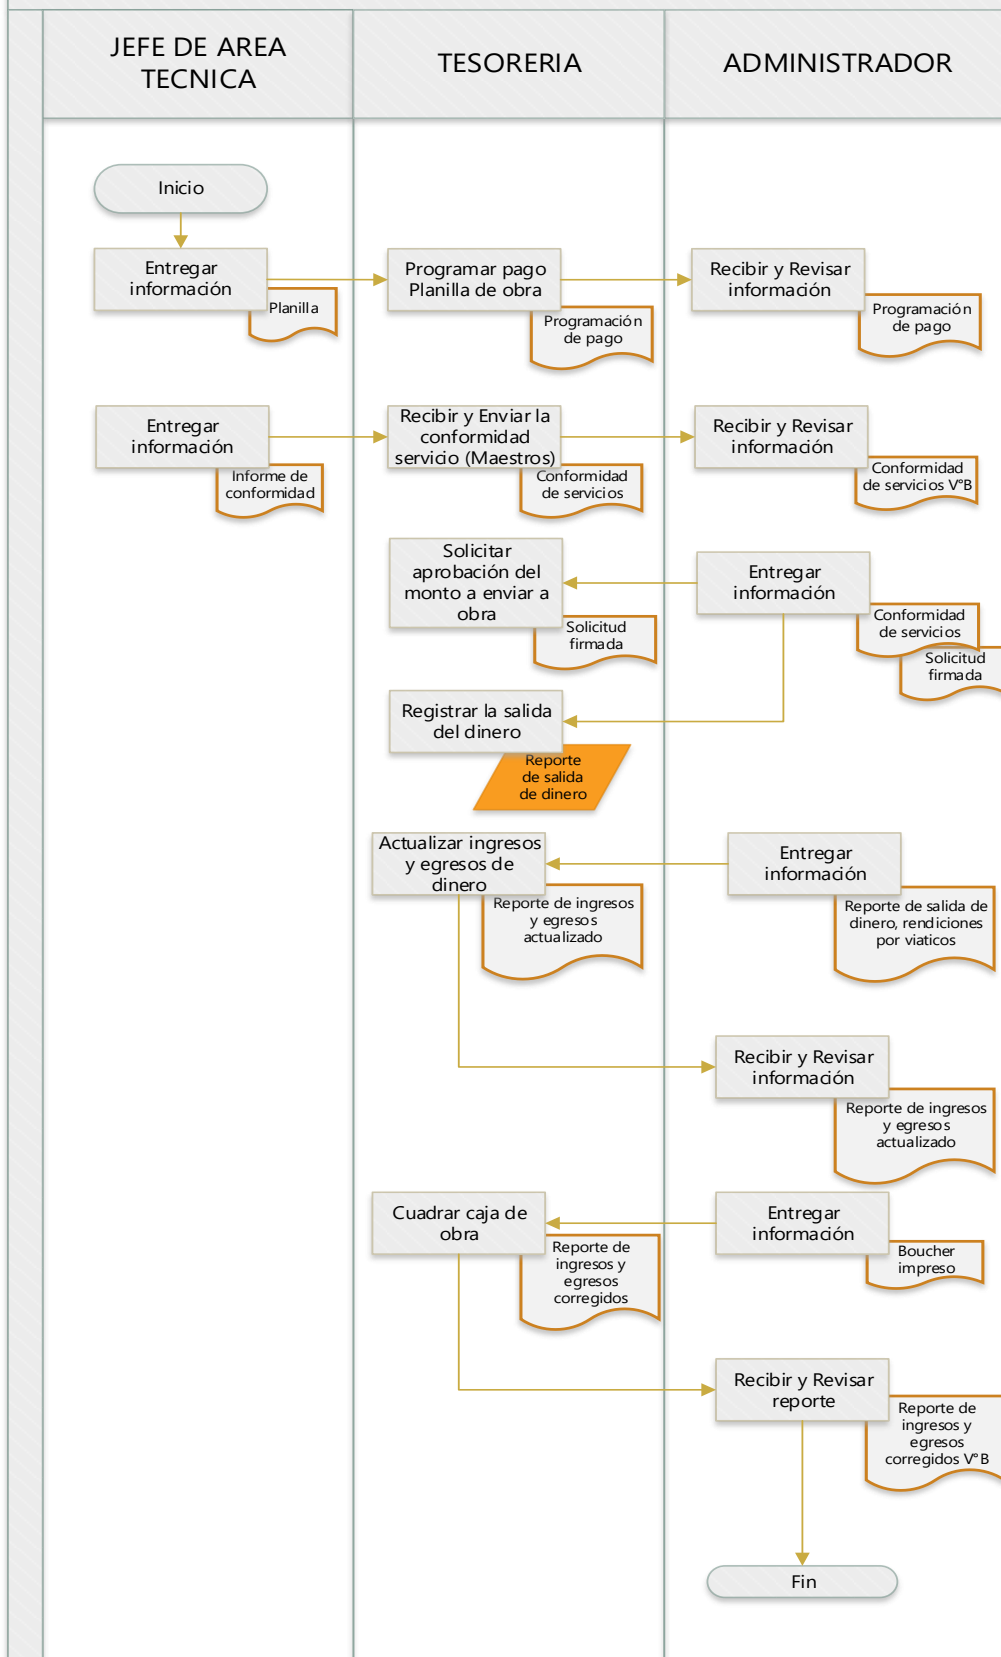 JEFE DE AREA
TECNICA
TESORERIA
ADMINISTRADOR
Inicio
Entregar
información
Planilla
Programar pago
Planilla de obra
Programación
de pago
Recibir y Revisar
información
Programación
de pago
Entregar
información
Informe de
conformidad
Recibir y Enviar la
conformidad
servicio (Maestros)
Conformidad
de servicios
Recibir y Revisar
información
Conformidad
de servicios V°B
Solicitar
aprobación del
monto a enviar a
obra
Solicitud
firmada
Entregar
información
Conformidad
de servicios
Solicitud
firmada
Registrar la salida
del dinero
Reporte
de salida
de dinero
Actualizar ingresos
y egresos de
dinero
Reporte de ingresos
y egresos
actualizado
Entregar
información
Reporte de salida de
dinero, rendiciones
por viaticos
Recibir y Revisar
información
Reporte de ingresos
y egresos
actualizado
Cuadrar caja de
obra
Reporte de
ingresos y
egresos
corregidos
Entregar
información
Boucher
impreso
Recibir y Revisar
reporte
Reporte de
ingresos y
egresos
corregidos V°B
Fin